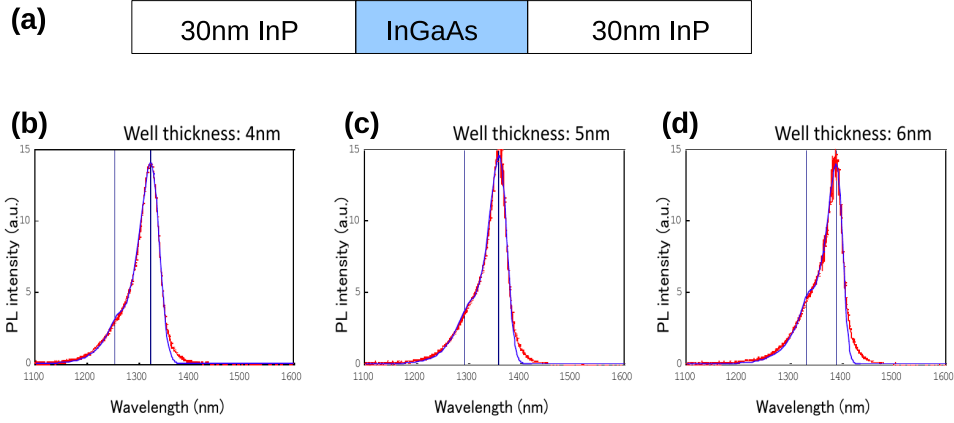 (a)
30nm InP InGaAs 30nm InP
(b)
Well thickness: 4nm
15
10
5
0
1100 1200 1300 1400 1500 1600
PL intensity (a.u.)
Wavelength (nm)
(c)
Well thickness: 5nm
15
10
5
0
1100 1200 1300 1400 1500 1600
PL intensity (a.u.)
Wavelength (nm)
(d)
Well thickness: 6nm
15
10
5
0
1100 1200 1300 1400 1500 1600
PL intensity (a.u.)
Wavelength (nm)